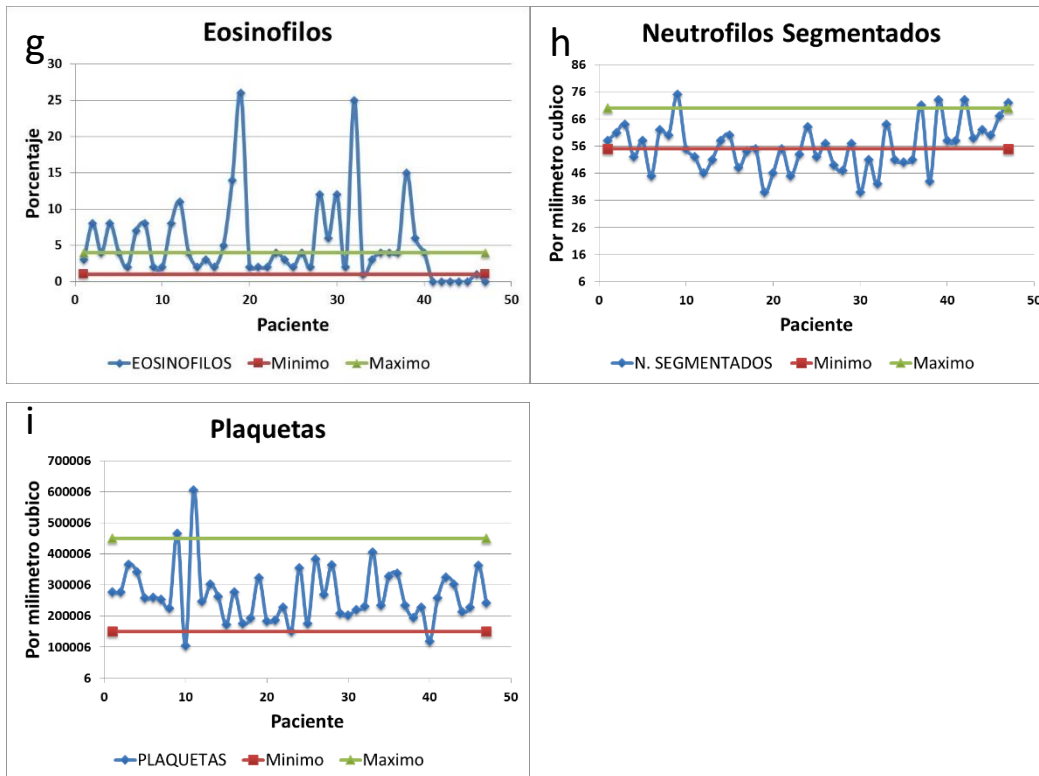 g
Eosinofilos
30
25
20
15
10
5
0
Porcentaje
0 10 20 30 40 50
Paciente
EOSINOFILOS Minimo Maximo
h
Neutrofilos Segmentados
86
76
66
56
46
36
26
16
6
Por milimetro cubico
0 10 20 30 40 50
Paciente
N. SEGMENTADOS Minimo Maximo
i
Plaquetas
700006
600006
500006
400006
300006
200006
100006
6
Por milimetro cubico
0 10 20 30 40 50
Paciente
PLAQUETAS Minimo Maximo